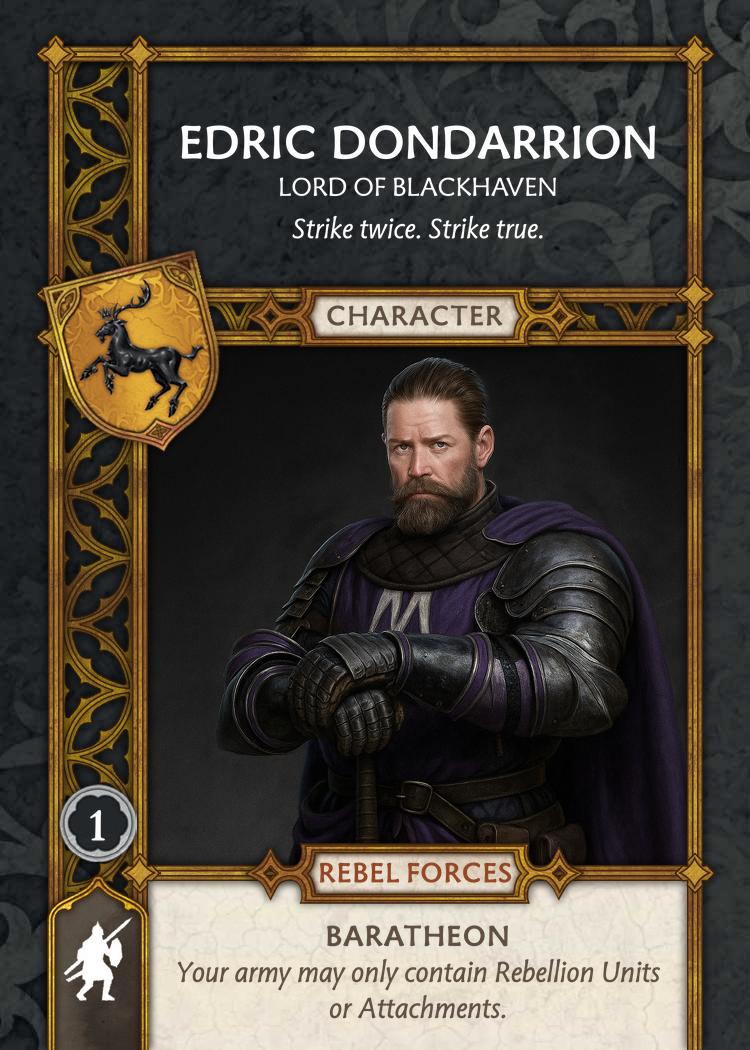 EDRIC DONDARRION
LORD OF BLACKHAVEN
Strike twice. Strike true.
CHARACTER
1
REBEL FORCES
BARATHEON
Your army may only contain Rebellion Units
or Attachments.